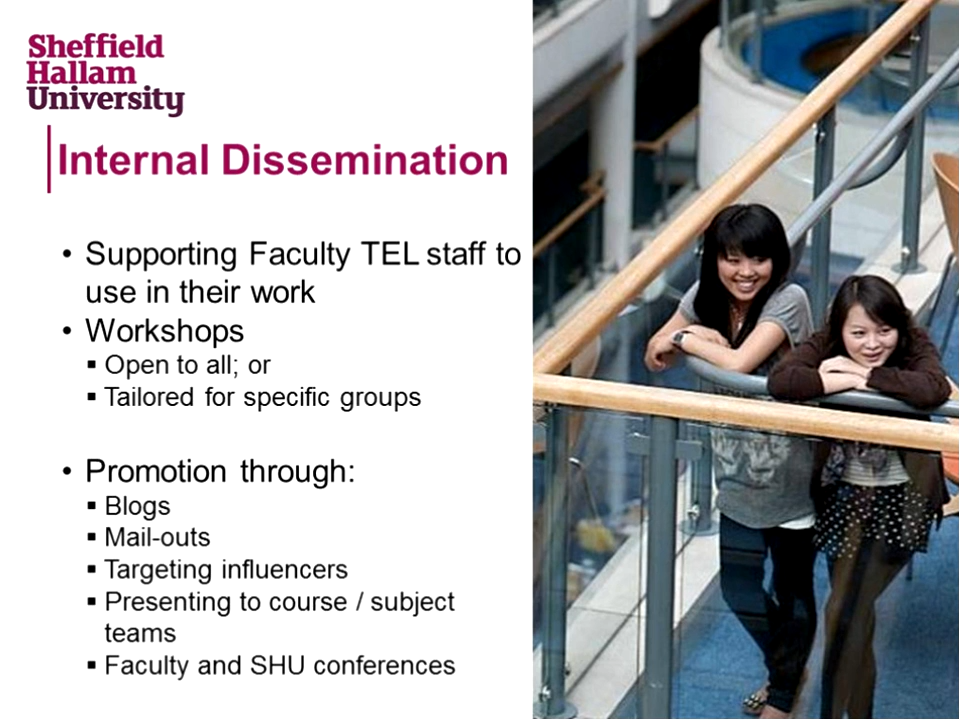 Sheffield
Hallam
University
Internal Dissemination
• Supporting Faculty TEL staff to
use in their work
• Workshops
▪ Open to all; or
▪ Tailored for specific groups
• Promotion through:
▪ Blogs
▪ Mail-outs
▪ Targeting influencers
▪ Presenting to course / subject
teams
▪ Faculty and SHU conferences